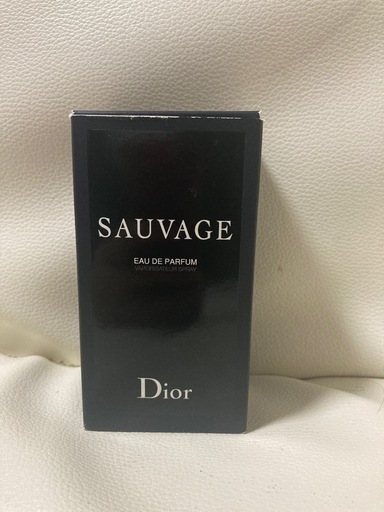 SAUVAGE
EAU DE PARFUM
VAPORISATEUR SPRAY
Dior